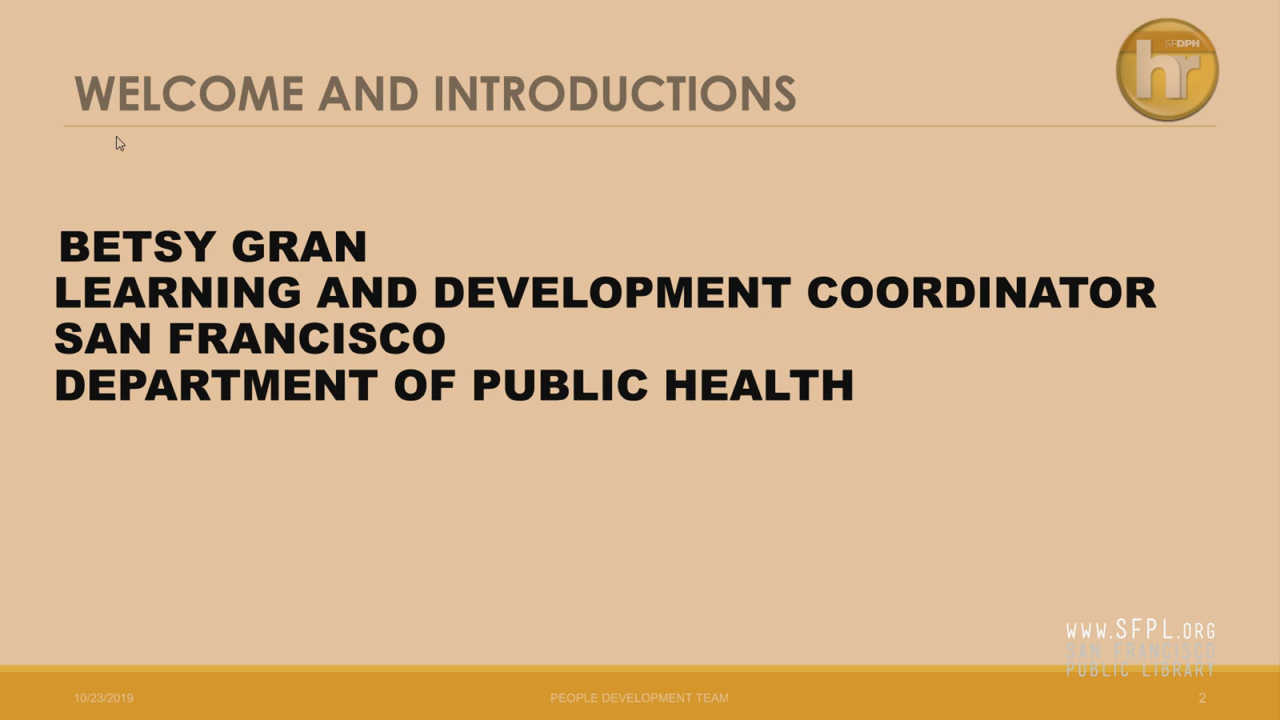 SFDPH
hr
WELCOME AND INTRODUCTIONS
BETSY GRAN
LEARNING AND DEVELOPMENT COORDINATOR
SAN FRANCISCO
DEPARTMENT OF PUBLIC HEALTH
WWW.SFPL.ORG
SAN FRANCISCO
PUBLIC LIBRARY
10/23/2019
PEOPLE DEVELOPMENT TEAM
2